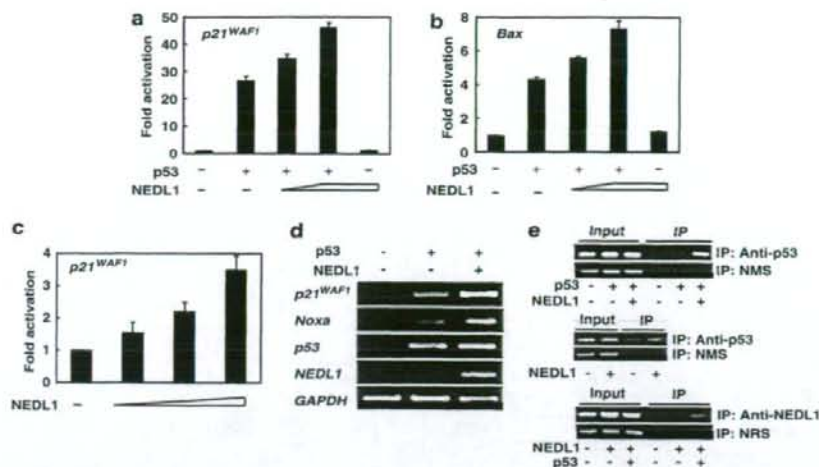 a
p21WAF1
Fold activation
50
40
30
20
10
0
p53 - + + + -
NEDL1 - -
b
Bax
Fold activation
8
6
4
2
0
- + + + -
- -
c
p21WAF1
Fold activation
4
3
2
1
0
NEDL1 -
d
p53 - + +
NEDL1 - - +
p21WAF1
Noxa
p53
NEDL1
GAPDH
e
Input IP
IP: Anti-p53
IP: NMS
p53 - + + - + +
NEDL1 - - + - - +
Input IP
IP: Anti-p53
IP: NMS
NEDL1 - + - +
Input IP
IP: Anti-NEDL1
IP: NRS
NEDL1 - + + - + +
p53 - - + - - +